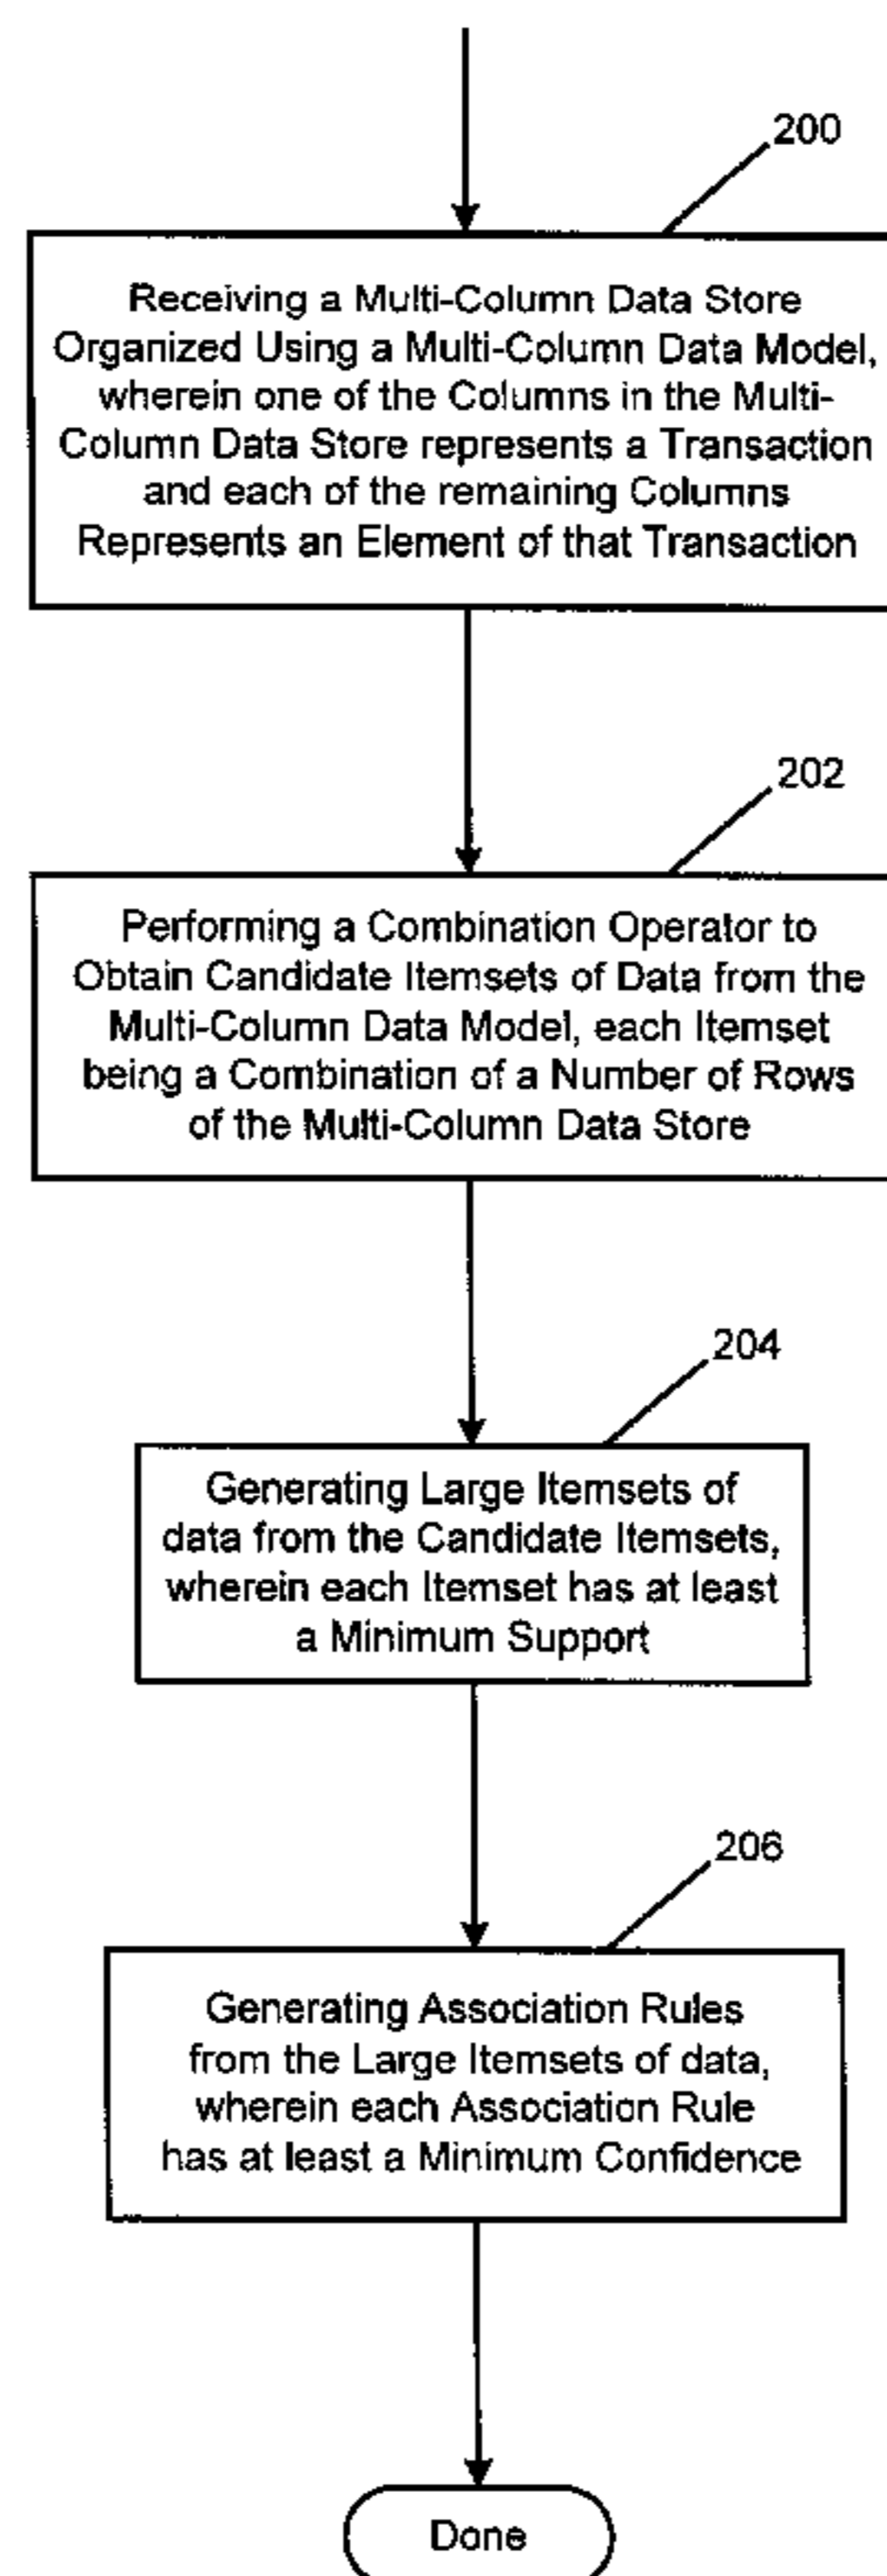 200
Receiving a Multi-Column Data Store
Organized Using a Multi-Column Data Model,
wherein one of the Columns in the Multi-
Column Data Store represents a Transaction
and each of the remaining Columns
Represents an Element of that Transaction
202
Performing a Combination Operator to
Obtain Candidate Itemsets of Data from the
Multi-Column Data Model, each Itemset
being a Combination of a Number of Rows
of the Multi-Column Data Store
204
Generating Large Itemsets of
data from the Candidate Itemsets,
wherein each Itemset has at least
a Minimum Support
206
Generating Association Rules
from the Large Itemsets of data,
wherein each Association Rule
has at least a Minimum Confidence
Done